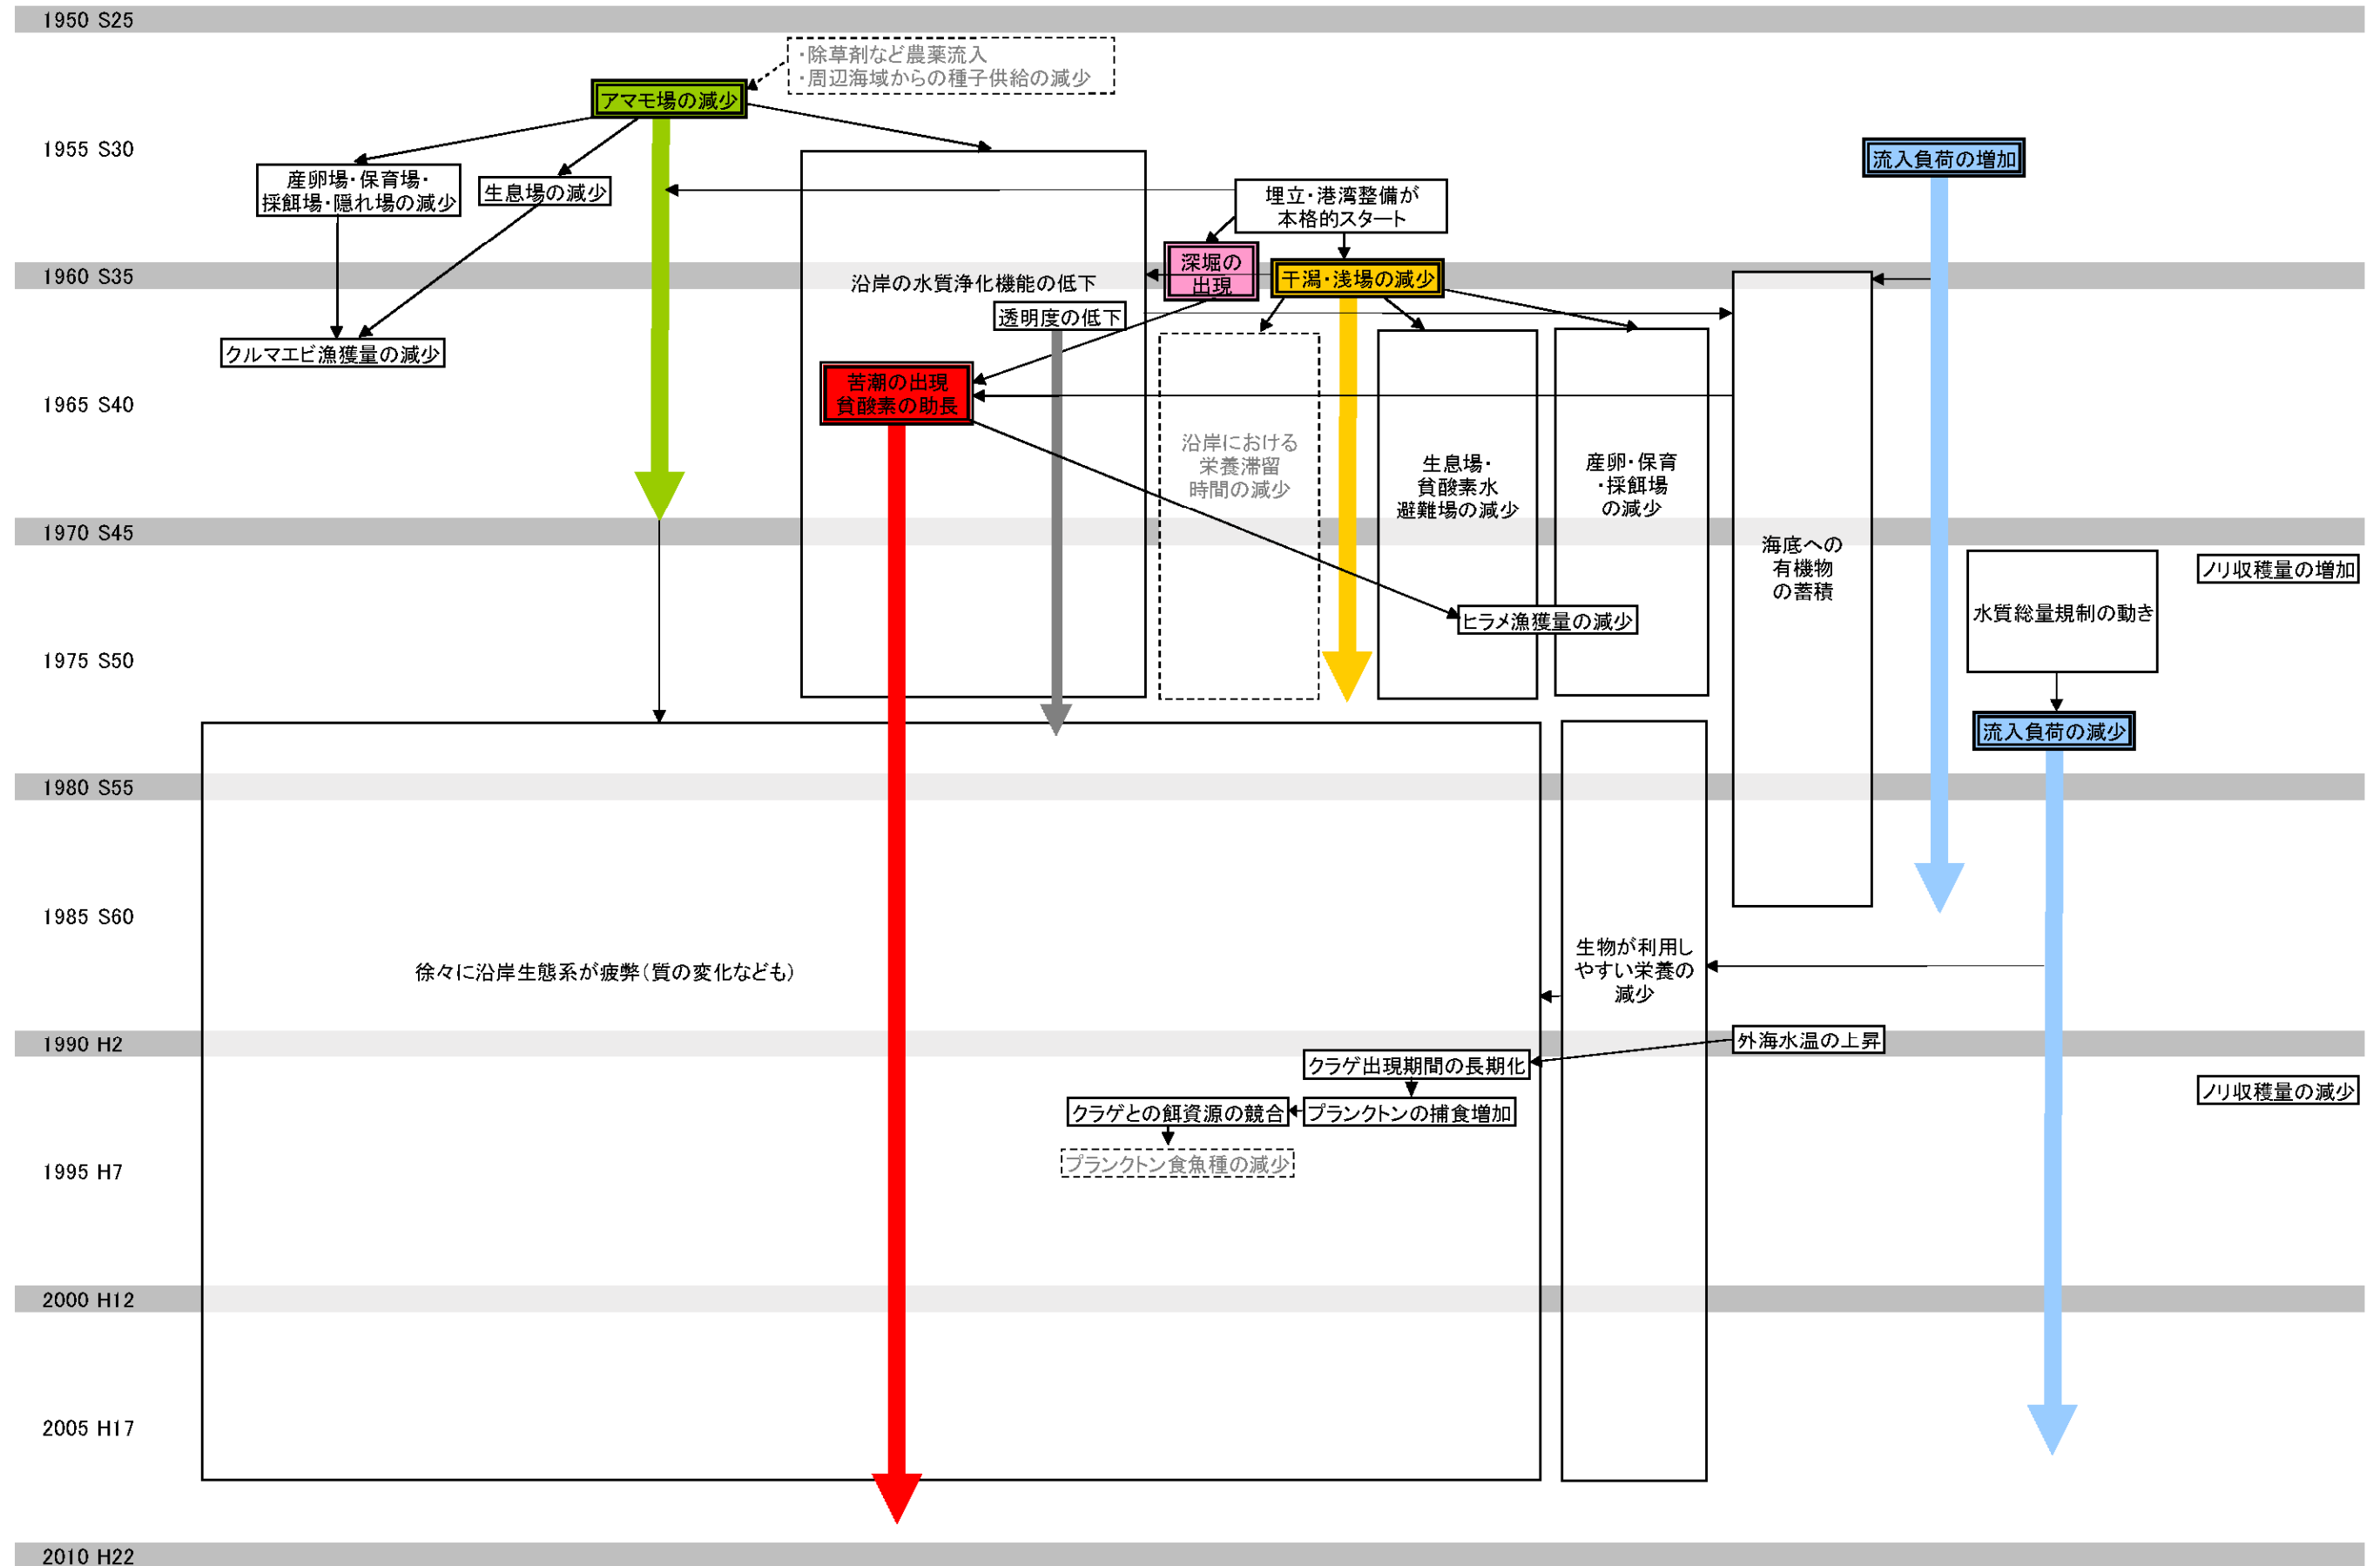 1950 S25
・除草剤など農薬流入
・周辺海域からの種子供給の減少
アマモ場の減少
1955 S30
流入負荷の増加
産卵場・保育場・
採餌場・隠れ場の減少
生息場の減少
埋立・港湾整備が
本格的スタート
1960 S35
沿岸の水質浄化機能の低下
深堀の
出現
干潟・浅場の減少
透明度の低下
クルマエビ漁獲量の減少
苦潮の出現
貧酸素の助長
1965 S40
沿岸における
栄養滞留
時間の減少
生息場・
貧酸素水
避難場の減少
産卵・保育
・採餌場
の減少
1970 S45
海底への
有機物
の蓄積
ノリ収穫量の増加
水質総量規制の動き
ヒラメ漁獲量の減少
1975 S50
流入負荷の減少
1980 S55
1985 S60
徐々に沿岸生態系が疲弊(質の変化なども)
生物が利用し
やすい栄養の
減少
1990 H2
外海水温の上昇
クラゲ出現期間の長期化
ノリ収穫量の減少
クラゲとの餌資源の競合
プランクトンの捕食増加
プランクトン食魚種の減少
1995 H7
2000 H12
2005 H17
2010 H22